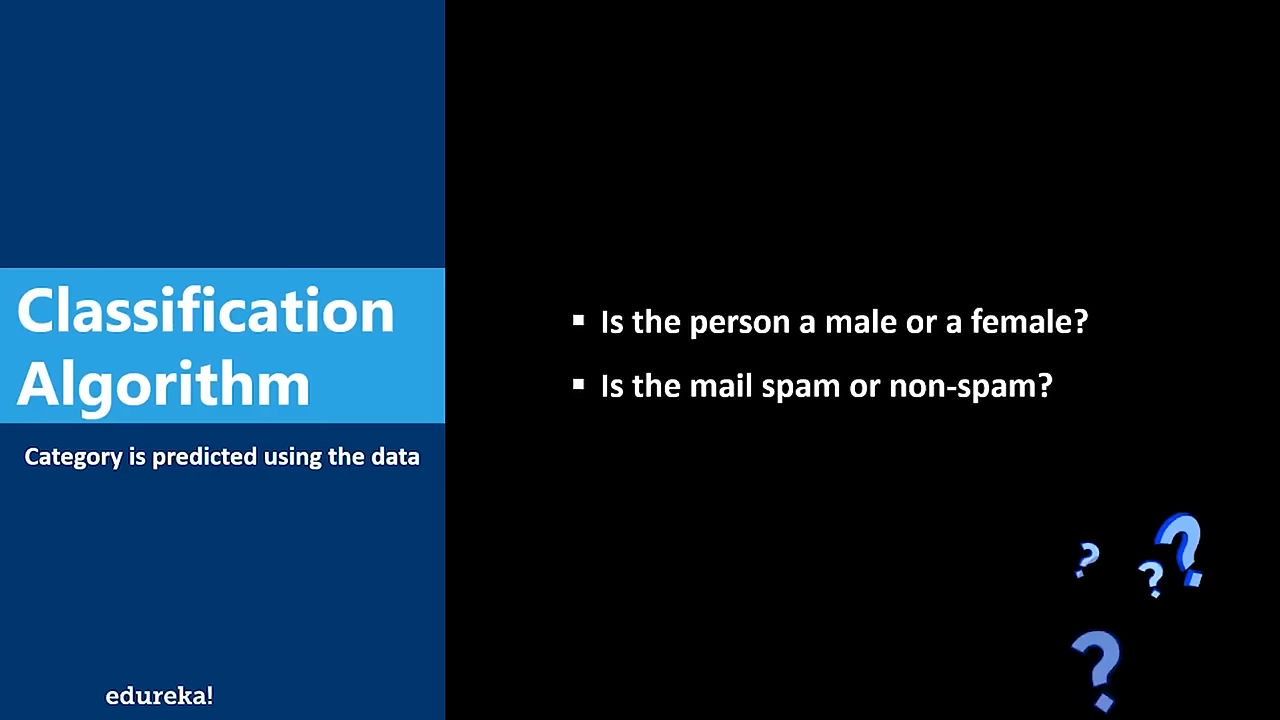 Classification
Algorithm
Category is predicted using the data
▪ Is the person a male or a female?
▪ Is the mail spam or non-spam?
? ? ? ?
edureka!